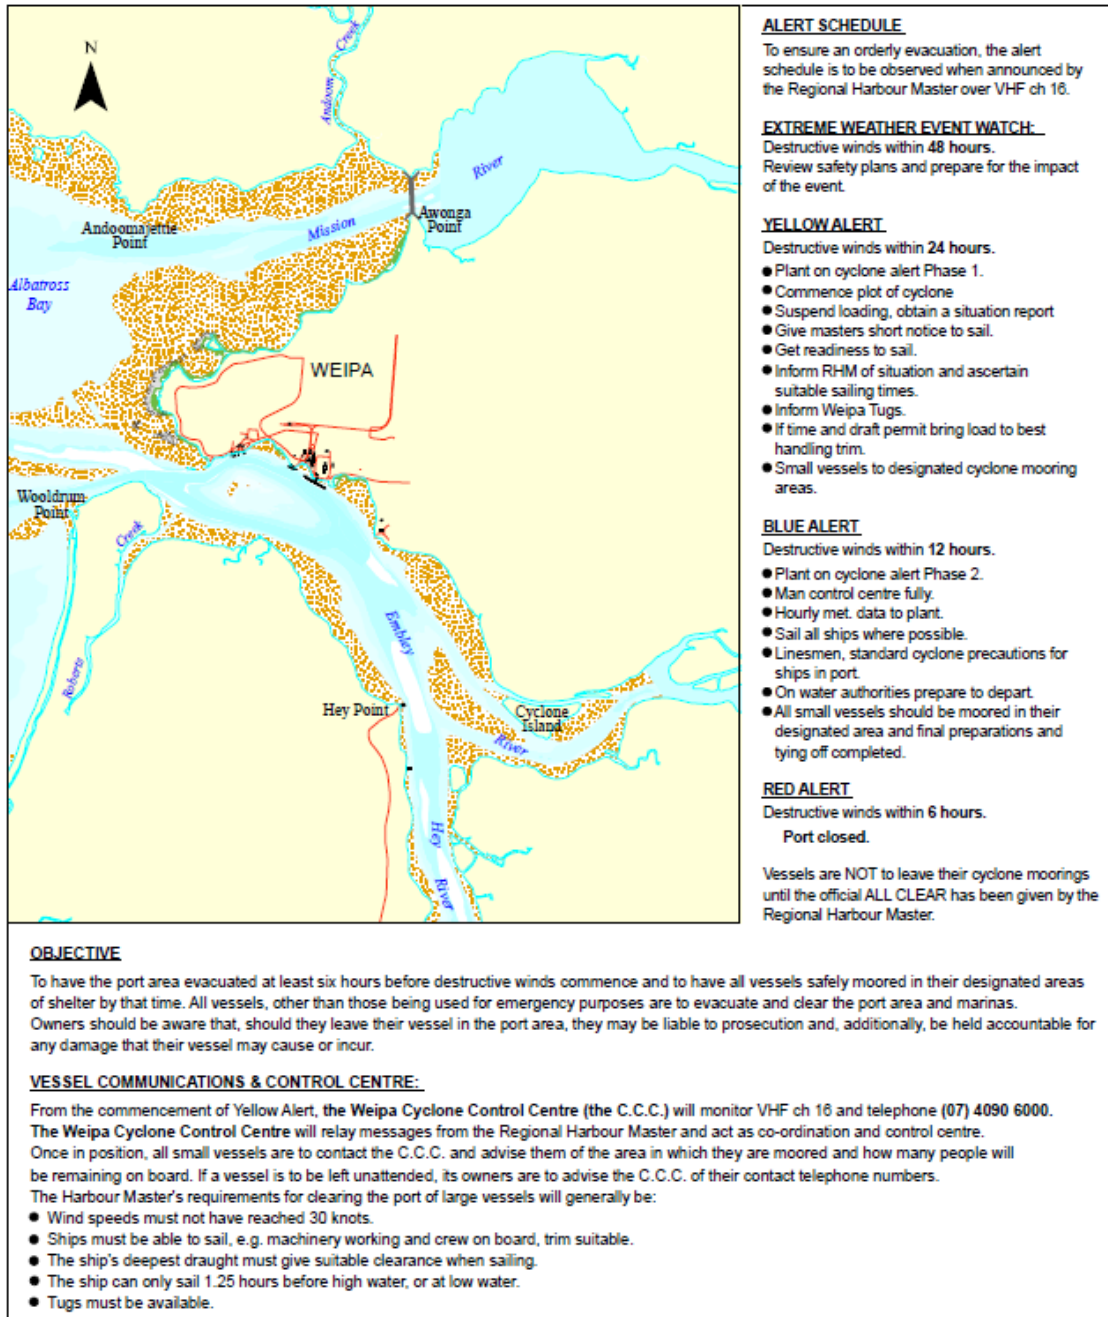 N
Andoom
Creek
River
Mission
Awonga
Point
Andoomajettie
Point
Albatross
Bay
WEIPA
Wooldrum
Point
Creek
Roberts
Embley
Hey Point
Cyclone
Island
River
Hey
River
ALERT SCHEDULE
To ensure an orderly evacuation, the alert
schedule is to be observed when announced by
the Regional Harbour Master over VHF ch 16.
EXTREME WEATHER EVENT WATCH:
Destructive winds within 48 hours.
Review safety plans and prepare for the impact
of the event.
YELLOW ALERT
Destructive winds within 24 hours.
● Plant on cyclone alert Phase 1.
● Commence plot of cyclone
● Suspend loading, obtain a situation report
● Give masters short notice to sail.
● Get readiness to sail.
● Inform RHM of situation and ascertain
suitable sailing times.
● Inform Weipa Tugs.
● If time and draft permit bring load to best
handling trim.
● Small vessels to designated cyclone mooring
areas.
BLUE ALERT
Destructive winds within 12 hours.
● Plant on cyclone alert Phase 2.
● Man control centre fully.
● Hourly met. data to plant.
● Sail all ships where possible.
● Linesmen, standard cyclone precautions for
ships in port.
● On water authorities prepare to depart.
● All small vessels should be moored in their
designated area and final preparations and
tying off completed.
RED ALERT
Destructive winds within 6 hours.
Port closed.
Vessels are NOT to leave their cyclone moorings
until the official ALL CLEAR has been given by the
Regional Harbour Master.
OBJECTIVE
To have the port area evacuated at least six hours before destructive winds commence and to have all vessels safely moored in their designated areas
of shelter by that time. All vessels, other than those being used for emergency purposes are to evacuate and clear the port area and marinas.
Owners should be aware that, should they leave their vessel in the port area, they may be liable to prosecution and, additionally, be held accountable for
any damage that their vessel may cause or incur.
VESSEL COMMUNICATIONS & CONTROL CENTRE:
From the commencement of Yellow Alert, the Weipa Cyclone Control Centre (the C.C.C.) will monitor VHF ch 16 and telephone (07) 4090 6000.
The Weipa Cyclone Control Centre will relay messages from the Regional Harbour Master and act as co-ordination and control centre.
Once in position, all small vessels are to contact the C.C.C. and advise them of the area in which they are moored and how many people will
be remaining on board. If a vessel is to be left unattended, its owners are to advise the C.C.C. of their contact telephone numbers.
The Harbour Master's requirements for clearing the port of large vessels will generally be:
● Wind speeds must not have reached 30 knots.
● Ships must be able to sail, e.g. machinery working and crew on board, trim suitable.
● The ship's deepest draught must give suitable clearance when sailing.
● The ship can only sail 1.25 hours before high water, or at low water.
● Tugs must be available.